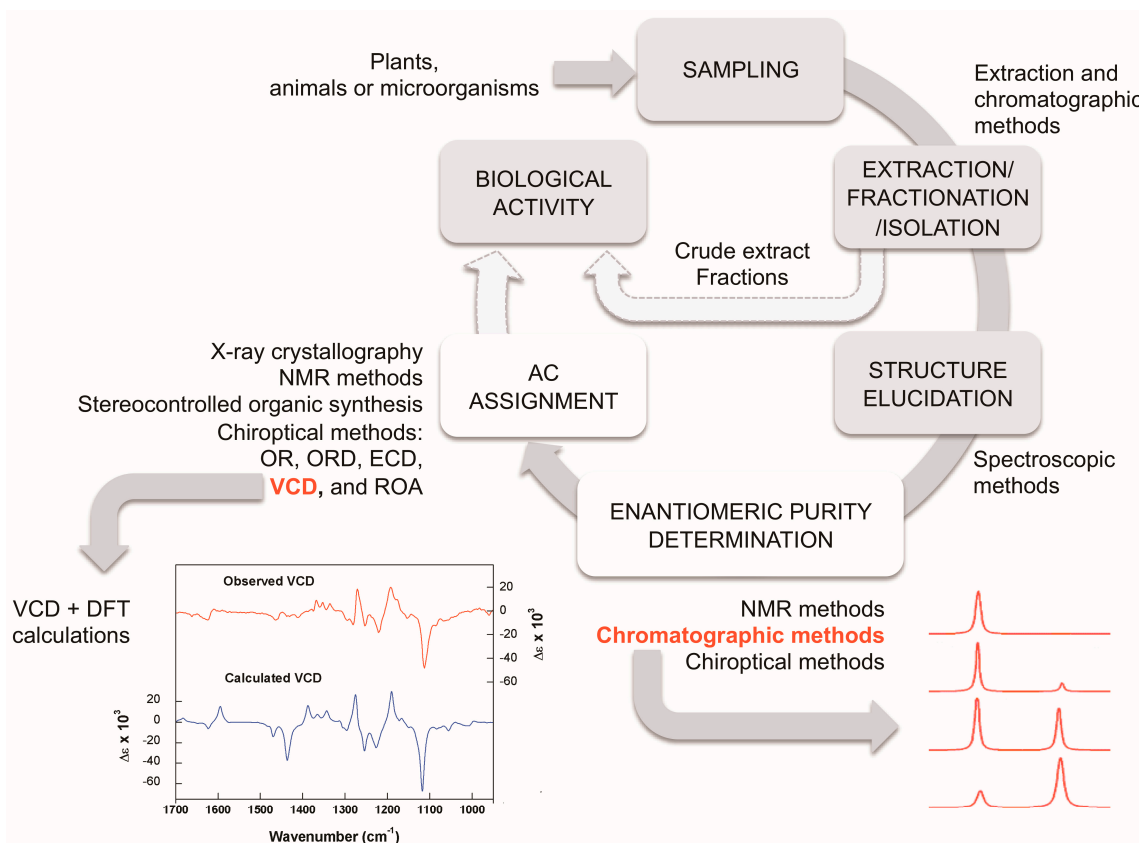 Plants,
animals or microorganisms
SAMPLING
Extraction and
chromatographic
methods
BIOLOGICAL
ACTIVITY
EXTRACTION/
FRACTIONATION
/ISOLATION
Crude extract
Fractions
X-ray crystallography
NMR methods
Stereocontrolled organic synthesis
Chiroptical methods:
OR, ORD, ECD,
VCD, and ROA
AC
ASSIGNMENT
STRUCTURE
ELUCIDATION
Spectroscopic
methods
ENANTIOMERIC PURITY
DETERMINATION
VCD + DFT
calculations
Observed VCD
20
0
-20
-40
-60
Δε x 10³
Calculated VCD
20
0
-20
-40
-60
Δε x 10³
1700 1600 1500 1400 1300 1200 1100 1000
Wavenumber (cm⁻¹)
NMR methods
Chromatographic methods
Chiroptical methods